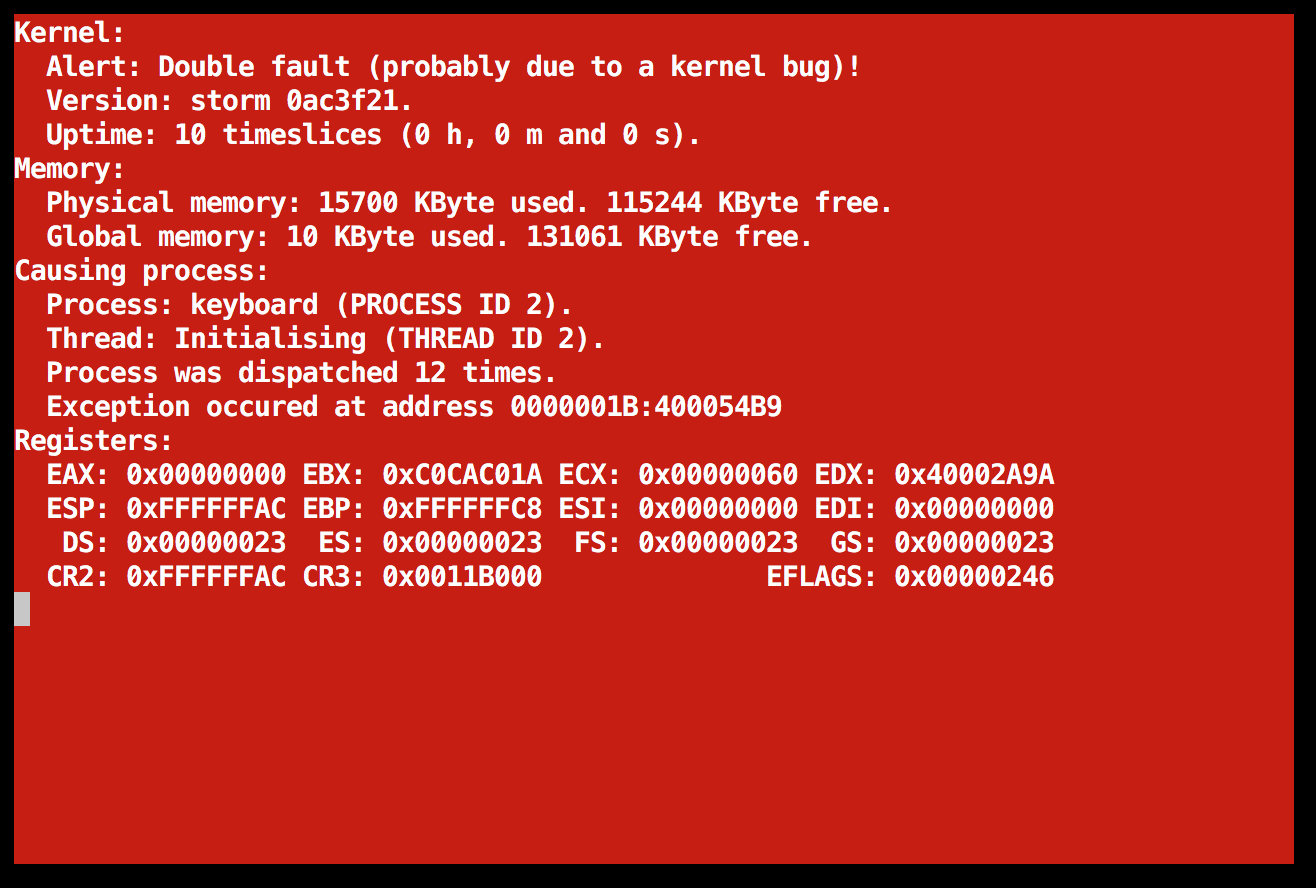 Kernel:
  Alert: Double fault (probably due to a kernel bug)!
  Version: storm 0ac3f21.
  Uptime: 10 timeslices (0 h, 0 m and 0 s).
Memory:
  Physical memory: 15700 KByte used. 115244 KByte free.
  Global memory: 10 KByte used. 131061 KByte free.
Causing process:
  Process: keyboard (PROCESS ID 2).
  Thread: Initialising (THREAD ID 2).
  Process was dispatched 12 times.
  Exception occured at address 0000001B:400054B9
Registers:
  EAX: 0x00000000 EBX: 0xC0CAC01A ECX: 0x00000060 EDX: 0x40002A9A
  ESP: 0xFFFFFFAC EBP: 0xFFFFFFC8 ESI: 0x00000000 EDI: 0x00000000
   DS: 0x00000023  ES: 0x00000023  FS: 0x00000023  GS: 0x00000023
  CR2: 0xFFFFFFAC CR3: 0x0011B000              EFLAGS: 0x00000246